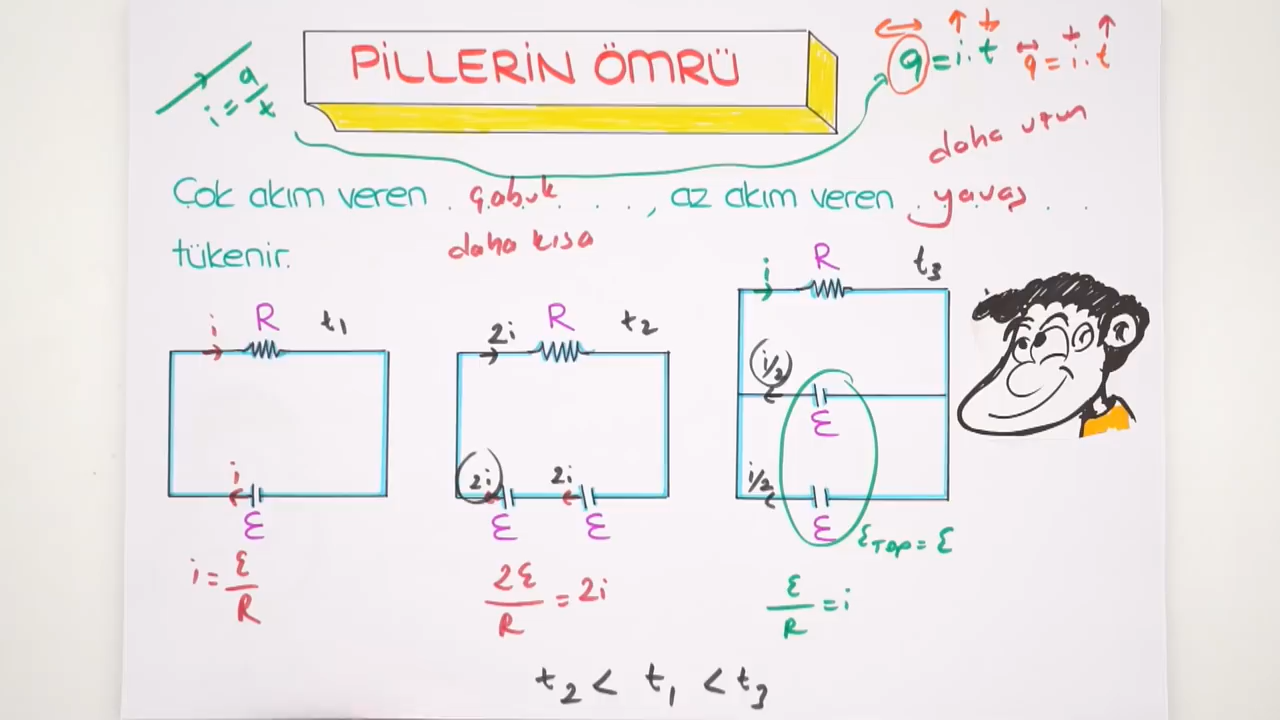 PİLLERİN ÖMRÜ
i = q/t
q = i.t
q = i.t
daha uzun
Çok akım veren . çabuk . . . , az akım veren . yavaş . . .
tükenir.
daha kısa
i R t₁
i
ε
i = ε/R
2i R t₂
2i 2i
ε ε
2ε/R = 2i
i R t₃
i/2
ε
i/2
ε
εTOP = ε
ε/R = i
t₂ < t₁ < t₃